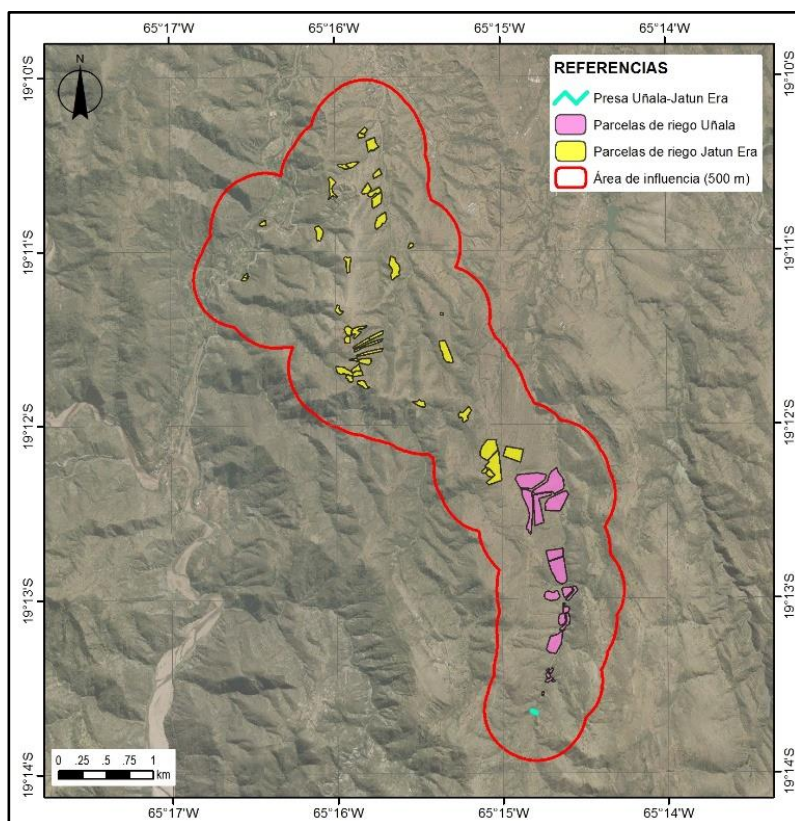 65°17'W 65°16'W 65°15'W 65°14'W
N
REFERENCIAS
Presa Uñala-Jatun Era
Parcelas de riego Uñala
Parcelas de riego Jatun Era
Área de influencia (500 m)
19°10'S 19°10'S
19°11'S 19°11'S
19°12'S 19°12'S
19°13'S 19°13'S
19°14'S 19°14'S
0 .25 .5 .75 1
km
65°17'W 65°16'W 65°15'W 65°14'W